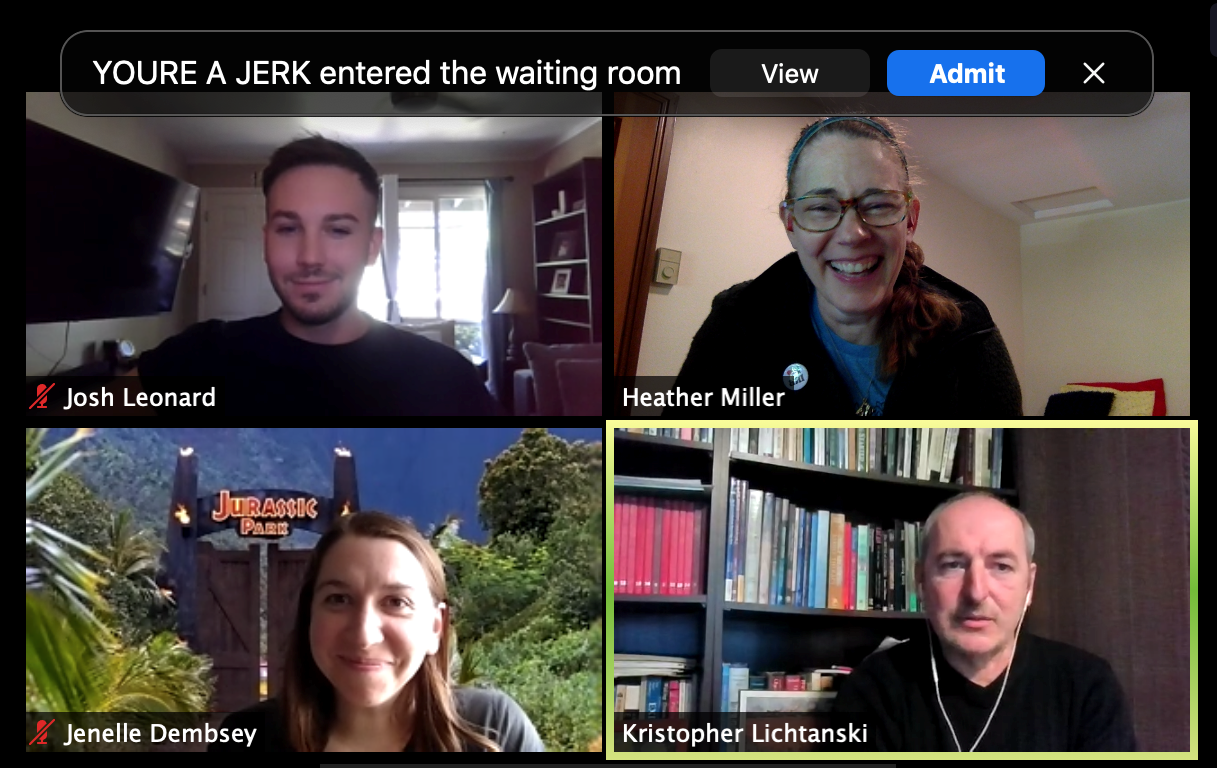 YOURE A JERK entered the waiting room
View
Admit
Josh Leonard
Heather Miller
JURASSIC
PARK
Jenelle Dembsey
Kristopher Lichtanski